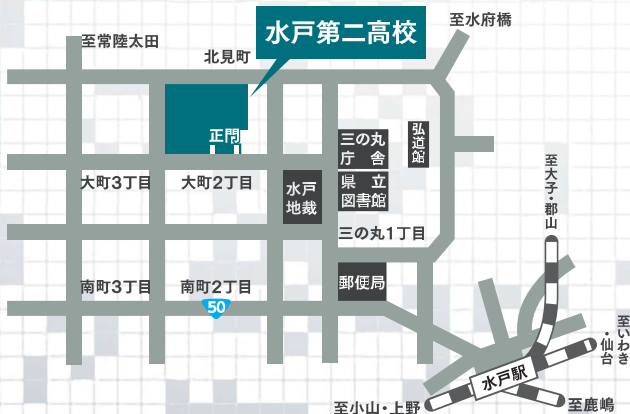 至水府橋
水戸第二高校
至常陸太田
北見町
正門
三の丸
庁舎
弘道館
県立
図書館
水戸
地裁
大町3丁目
大町2丁目
至大子・郡山
三の丸1丁目
郵便局
南町3丁目
南町2丁目
50
至いわき
・仙台
水戸駅
至小山・上野
至鹿嶋